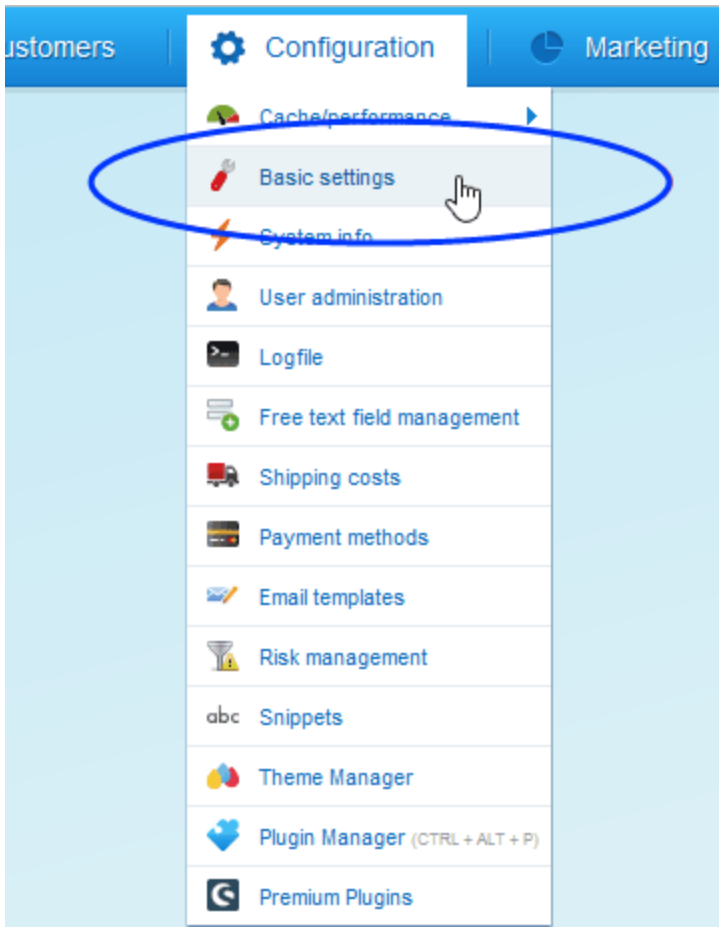 ustomers
Configuration
Marketing
Cache/performance
Basic settings
System info
User administration
Logfile
Free text field management
Shipping costs
Payment methods
Email templates
Risk management
abc Snippets
Theme Manager
Plugin Manager (CTRL + ALT + P)
Premium Plugins